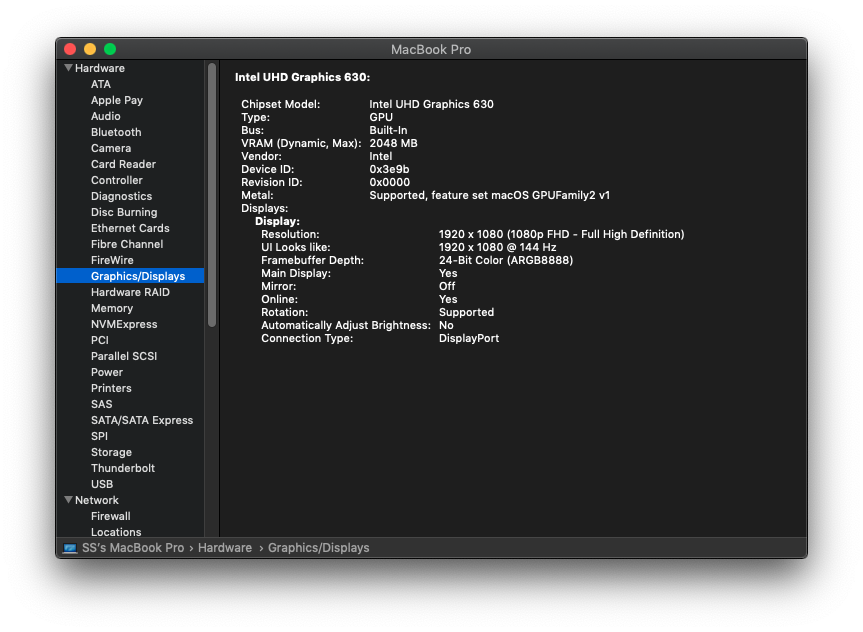 MacBook Pro
Hardware
ATA
Apple Pay
Audio
Bluetooth
Camera
Card Reader
Controller
Diagnostics
Disc Burning
Ethernet Cards
Fibre Channel
FireWire
Graphics/Displays
Hardware RAID
Memory
NVMExpress
PCI
Parallel SCSI
Power
Printers
SAS
SATA/SATA Express
SPI
Storage
Thunderbolt
USB
Network
Firewall
Locations
Intel UHD Graphics 630:
Chipset Model: Intel UHD Graphics 630
Type: GPU
Bus: Built-In
VRAM (Dynamic, Max): 2048 MB
Vendor: Intel
Device ID: 0x3e9b
Revision ID: 0x0000
Metal: Supported, feature set macOS GPUFamily2 v1
Displays:
Display:
Resolution: 1920 x 1080 (1080p FHD - Full High Definition)
UI Looks like: 1920 x 1080 @ 144 Hz
Framebuffer Depth: 24-Bit Color (ARGB8888)
Main Display: Yes
Mirror: Off
Online: Yes
Rotation: Supported
Automatically Adjust Brightness: No
Connection Type: DisplayPort
SS's MacBook Pro › Hardware › Graphics/Displays